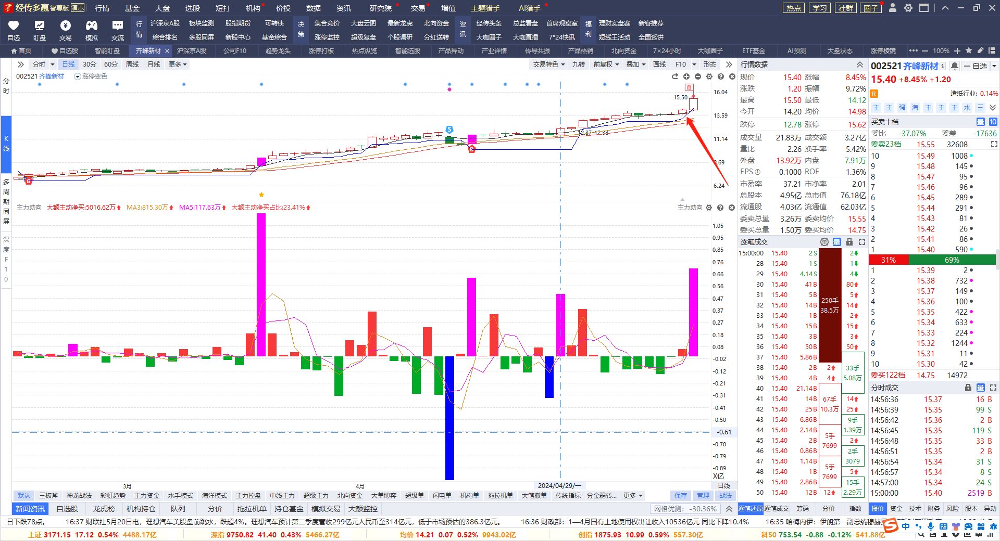 经传多赢 智尊版 演示 行情 基金 大盘 选股 短打 机构 价投 数据 资讯 研究院 交易 增值 主题猎手 AI猎手 热点 学习 社群 圈子
自选 盯盘 交易 模拟 交流
行情 沪深京A股 板块监测 股指期货 可转债 决策 集合竞价 大盘云图 最新龙虎 北向资金 资讯 经传头条 总监看盘 首席观察室 福利 理财实盘赛 新客推荐
综合排名 多股同屏 新股中心 基金综合 涨停监控 超级复盘 个股调研 分红送转 大咖圈子 大咖直播 7*24快讯 短线王活动 全国巡讲
首页 自选股 智能盯盘 齐峰新材 沪深京A股 公司F10 趋势龙头 涨停打板 热点纵览 智能选股 产品异动 产业详情 传导共振 产品热销 北向资金 7×24小时 大咖圈子 ETF基金 AI预测 大盘状态 涨停棱镜 100%
分时 K线 多周期同屏 深度F10
分时 日线 30分 60分 周线 月线 更多 交易特色 九转 前复权 叠加 画线 F10 形态
002521 齐峰新材 涨停变色
16.04
13.59
11.14
8.69
6.24
15.50
自
S
12.37-12.38
主力动向 大额主动净买:5016.62万 MA3:815.30万 MA5:117.63万 大额主动净买占比:23.41% 主力动向
1.05
0.95
0.85
0.76
0.66
0.56
0.47
0.37
0.27
0.18
0.08
-0.02
-0.12
-0.21
-0.31
-0.41
-0.50
-0.61
-0.70
-0.79
-0.89
X亿
3月 4月 2024/04/29/一 日线
默认 三板斧 神龙战法 彩虹趋势 主力资金 水手模式 海洋模式 主力控盘 中线主力 超级主力 北向资金 大单博弈 超级单 闪电单 机构单 拖拉机单 大笔撤单 传统指标 分金弱转... 更多 保存 管理 战法
新闻资讯 自选股 龙虎榜 机构持仓 队列 分价 拖拉机单 持仓基金 模拟交易 大额监控 网格优测: -30.36%
行情数据
现价 15.40 涨幅 8.45%
涨跌 1.20 振幅 9.72%
最高 15.50 最低 14.12
今开 14.20 均价 14.98
跌停 12.78 涨停 15.62
成交量 21.83万 成交额 3.27亿
量比 2.26 换手率 5.42%
外盘 13.92万 内盘 7.91万
EPS① 0.1000 ROE 1.36%
市盈率 37.21 市净率 2.01
总股本 4.95亿 总市值 76.18亿
流通股 4.03亿 流通值 62.03亿
委卖总量 3.26万 委卖均价 15.55
委买总量 1.50万 委买均价 14.75
逐笔成交 单 量
15:00:00 15.40 2 S 2
28 15.40 1 S 1
29 15.40 4.14 S 4
30 15.40 41 B 80
31 15.40 5 B 5
32 15.40 14 B 14
33 15.40 1 B 2
34 15.40 15 B 15
35 15.40 3 B 3
36 15.40 50 B 50
37 15.40 5.86 B
38 15.40 2 B 2
39 15.40 4 B 4
40 15.40 21.14 B
41 15.40 14 B 14
42 15.40 25 B 25
43 15.40 6.86 B
44 15.40 2.14 B
45 15.40 2 B 2
46 15.40 0.86 B
47 15.40 1.14 B
48 15.40 1 B 5
49 15.40 2.86 B
50 15.40 12 B 12
250手
38.5万
33手
5.08万
67手
10.3万
9手
1.39万
5手
7699
2手
3079
5手
7699
15手
2.29万
逐笔还原 逐笔成交 筹码 分价 指数
002521 齐峰新材 自选
15.40 +8.45% +1.20
R 造纸行业: 0.14%
主 主 强 海 主 主 主 水 三
买卖十档 量 10
委比 -37.07% 委差 -17636
委卖23档 15.55 32608
10 15.49 1008
9 15.48 145
8 15.47 95
7 15.46 96
6 15.45 289
5 15.44 291
4 15.43 81
3 15.42 26
2 15.41 86
1 15.40 590
31% 69%
1 15.39 2
2 15.38 732
3 15.37 149
4 15.36 100
5 15.35 422
6 15.34 633
7 15.33 224
8 15.32 1244
9 15.31 11
10 15.30 42
委买122档 14.75 14972
分时成交 量
14:56:36 15.37 16 B
14:56:39 15.35 99 S
14:56:42 15.36 2 B
14:56:45 15.35 119 S
14:56:48 15.35 33 B
14:56:51 15.35 2 B
14:56:54 15.34 31 S
14:56:57 15.34 8 S
14:57:00 15.34 24 S
15:00:00 15.40 2519 B
报价 资金 技术 财务 风险 股本 异动
日下跌78点。 16:37 财联社5月20日电，理想汽车美股盘前跳水，跌超4%。理想汽车预计第二季度营收299亿元人民币至314亿元，低于市场预估的386.3亿元。 16:36 财政部：1—4月国有土地使用权出让收入10536亿元 同比下降10.4% 16:35 哈梅内伊：伊朗第一副总统穆赫
上证 3171.15 17.12 0.54% 4488.17亿 深指 9750.82 41.40 0.43% 5466.27亿 均价 14.21 0.07 0.52% 9943.02亿 创指 1875.93 10.99 0.59% 557.30亿 科50 753.54 -0.88 -0.12% 541.88亿
中